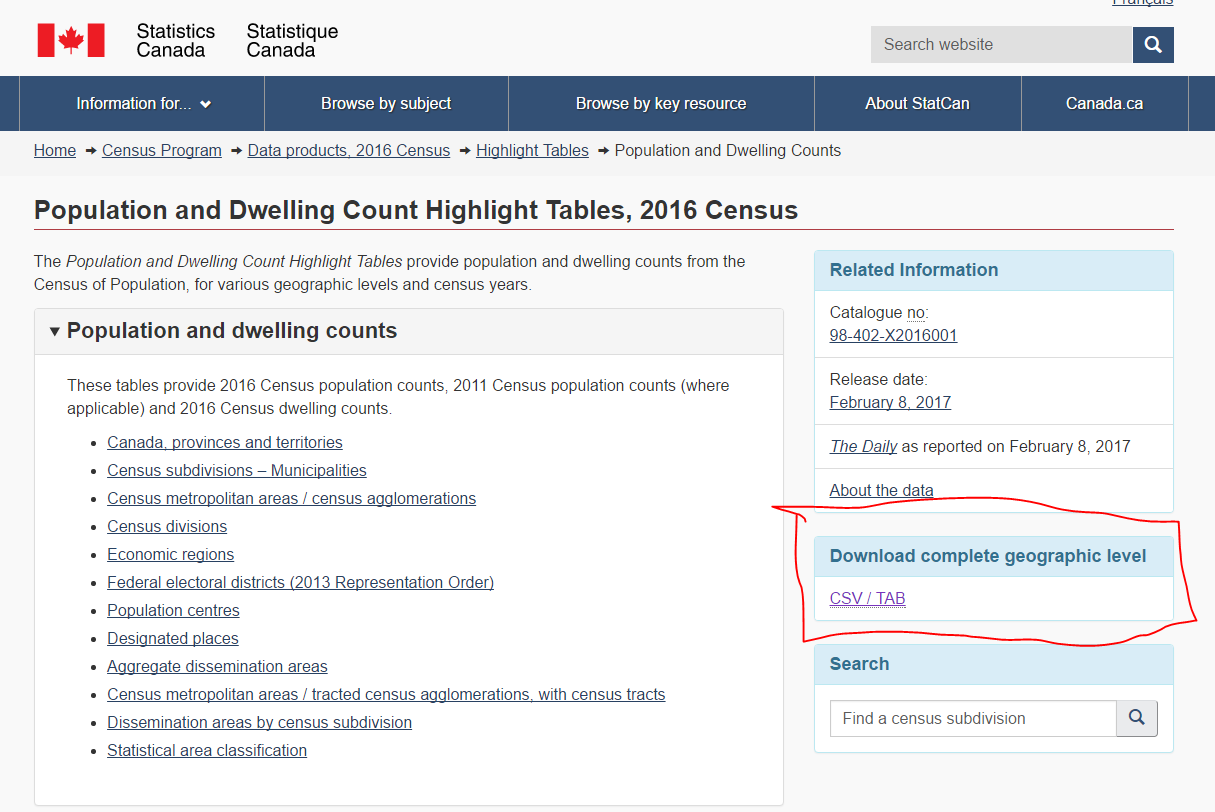 Français
Statistics Statistique
Canada Canada
Search website
Information for... Browse by subject Browse by key resource About StatCan Canada.ca
Home ➔ Census Program ➔ Data products, 2016 Census ➔ Highlight Tables ➔ Population and Dwelling Counts
Population and Dwelling Count Highlight Tables, 2016 Census
The Population and Dwelling Count Highlight Tables provide population and dwelling counts from the
Census of Population, for various geographic levels and census years.
▼ Population and dwelling counts
These tables provide 2016 Census population counts, 2011 Census population counts (where
applicable) and 2016 Census dwelling counts.
• Canada, provinces and territories
• Census subdivisions – Municipalities
• Census metropolitan areas / census agglomerations
• Census divisions
• Economic regions
• Federal electoral districts (2013 Representation Order)
• Population centres
• Designated places
• Aggregate dissemination areas
• Census metropolitan areas / tracted census agglomerations, with census tracts
• Dissemination areas by census subdivision
• Statistical area classification
Related Information
Catalogue no:
98-402-X2016001
Release date:
February 8, 2017
The Daily as reported on February 8, 2017
About the data
Download complete geographic level
CSV / TAB
Search
Find a census subdivision